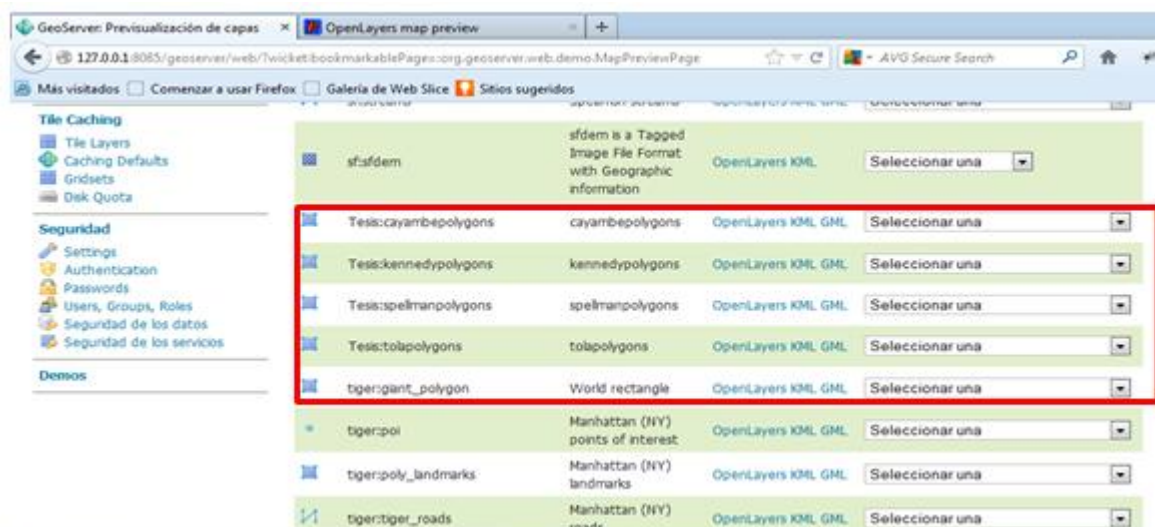 GeoServer: Previsualización de capas
OpenLayers map preview
127.0.0.1:8065/geoserver/web/?wicket:bookmarkablePage=:org.geoserver.web.demo.MapPreviewPage
AVG Secure Search
Más visitados
Comenzar a usar Firefox
Galería de Web Slice
Sitios sugeridos
Tile Caching
Tile Layers
Caching Defaults
Gridsets
Disk Quota
Seguridad
Settings
Authentication
Passwords
Users, Groups, Roles
Seguridad de los datos
Seguridad de los servicios
Demos
sf:sfdem
sfdem is a Tagged
Image File Format
with Geographic
information
OpenLayers KML
Seleccionar una
Tesis:cayambepolygons cayambepolygons OpenLayers KML GML Seleccionar una
Tesis:kennedypolygons kennedypolygons OpenLayers KML GML Seleccionar una
Tesis:spellmanpolygons spellmanpolygons OpenLayers KML GML Seleccionar una
Tesis:tolapolygons tolapolygons OpenLayers KML GML Seleccionar una
tiger:giant_polygon World rectangle OpenLayers KML GML Seleccionar una
tiger:poi
Manhattan (NY)
points of interest
OpenLayers KML GML Seleccionar una
tiger:poly_landmarks
Manhattan (NY)
landmarks
OpenLayers KML GML Seleccionar una
tiger:tiger_roads
Manhattan (NY)
roads
OpenLayers KML GML Seleccionar una